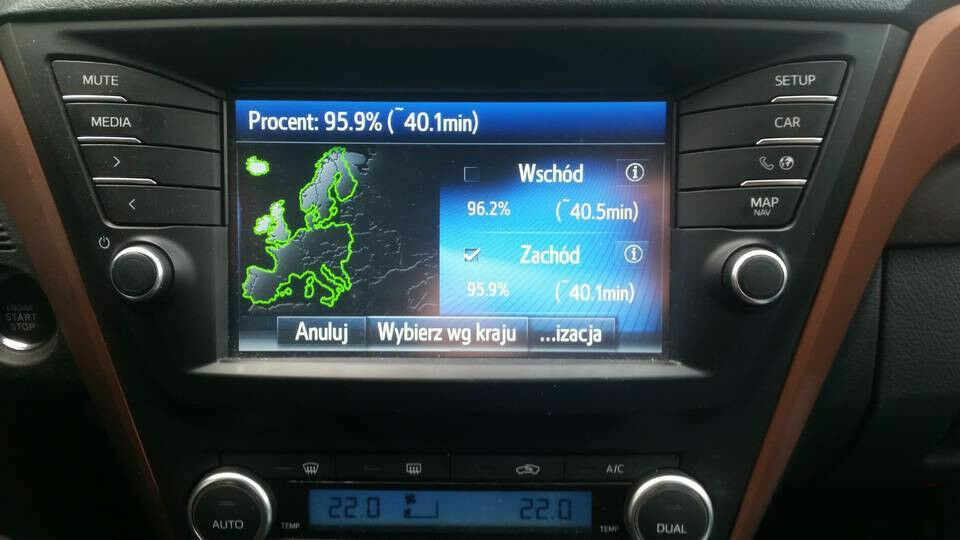 MUTE
MEDIA
>
<
ENGINE
START
STOP
Procent: 95.9% (~40.1min)
Wschód
96.2% (~40.5min)
Zachód
95.9% (~40.1min)
Anuluj Wybierz wg kraju ...izacja
SETUP
CAR
MAP
NAV
A/C
AUTO
TEMP
22.0 22.0
TEMP
DUAL